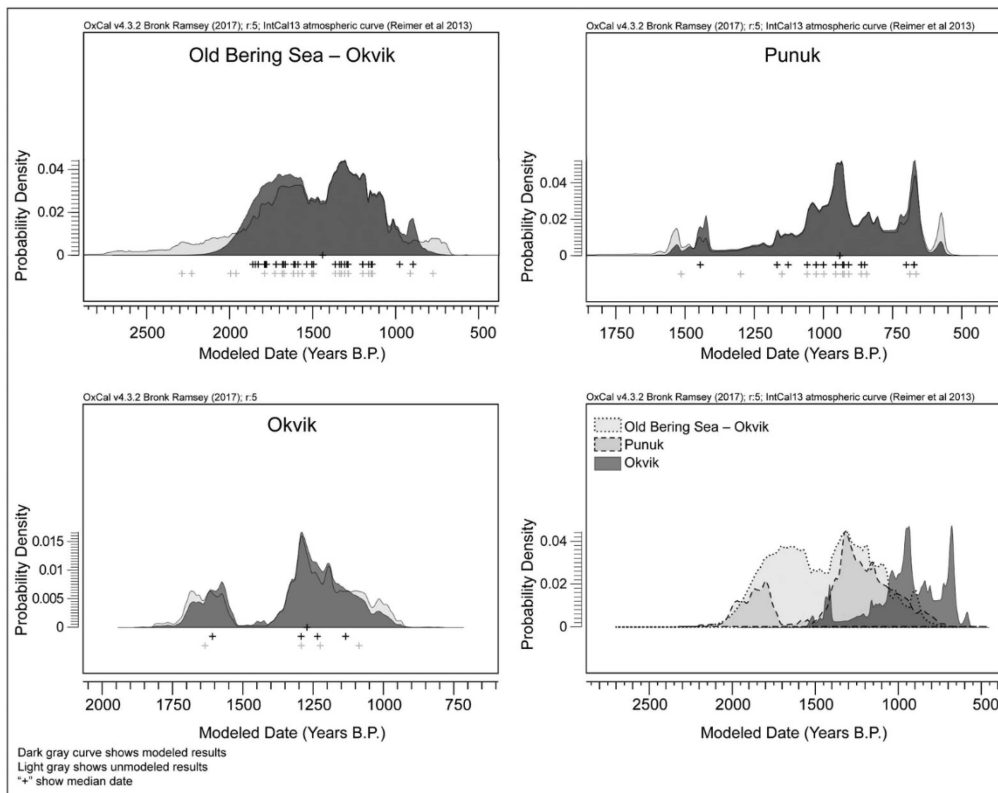 OxCal v4.3.2 Bronk Ramsey (2017); r:5; IntCal13 atmospheric curve (Reimer et al 2013)
Old Bering Sea – Okvik
Probability Density
0.04
0.02
0
2500 2000 1500 1000 500
Modeled Date (Years B.P.)
OxCal v4.3.2 Bronk Ramsey (2017); r:5; IntCal13 atmospheric curve (Reimer et al 2013)
Punuk
Probability Density
0.04
0.02
0
1750 1500 1250 1000 750 500
Modeled Date (Years B.P.)
OxCal v4.3.2 Bronk Ramsey (2017); r:5
Okvik
Probability Density
0.015
0.01
0.005
0
2000 1750 1500 1250 1000 750
Modeled Date (Years B.P.)
OxCal v4.3.2 Bronk Ramsey (2017); r:5; IntCal13 atmospheric curve (Reimer et al 2013)
Old Bering Sea – Okvik
Punuk
Okvik
Probability Density
0.04
0.02
0
2500 2000 1500 1000 500
Modeled Date (Years B.P.)
Dark gray curve shows modeled results
Light gray shows unmodeled results
"+" show median date